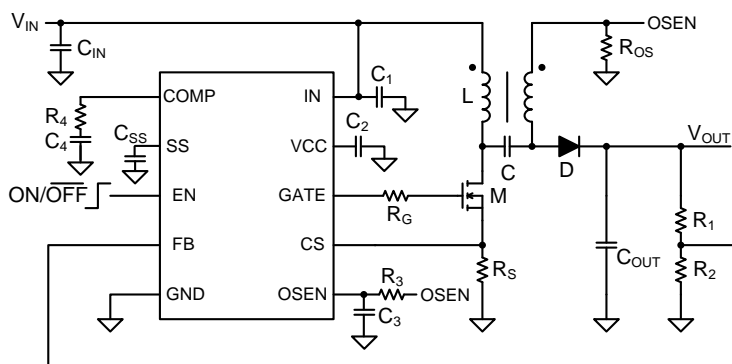 VIN
OSEN
CIN
ROS
COMP
IN
C1
L
R4
C4
CSS
SS
VCC
C2
C
D
VOUT
ON/OFF
EN
GATE
RG
M
R1
FB
CS
RS
COUT
R2
GND
OSEN
R3
OSEN
C3